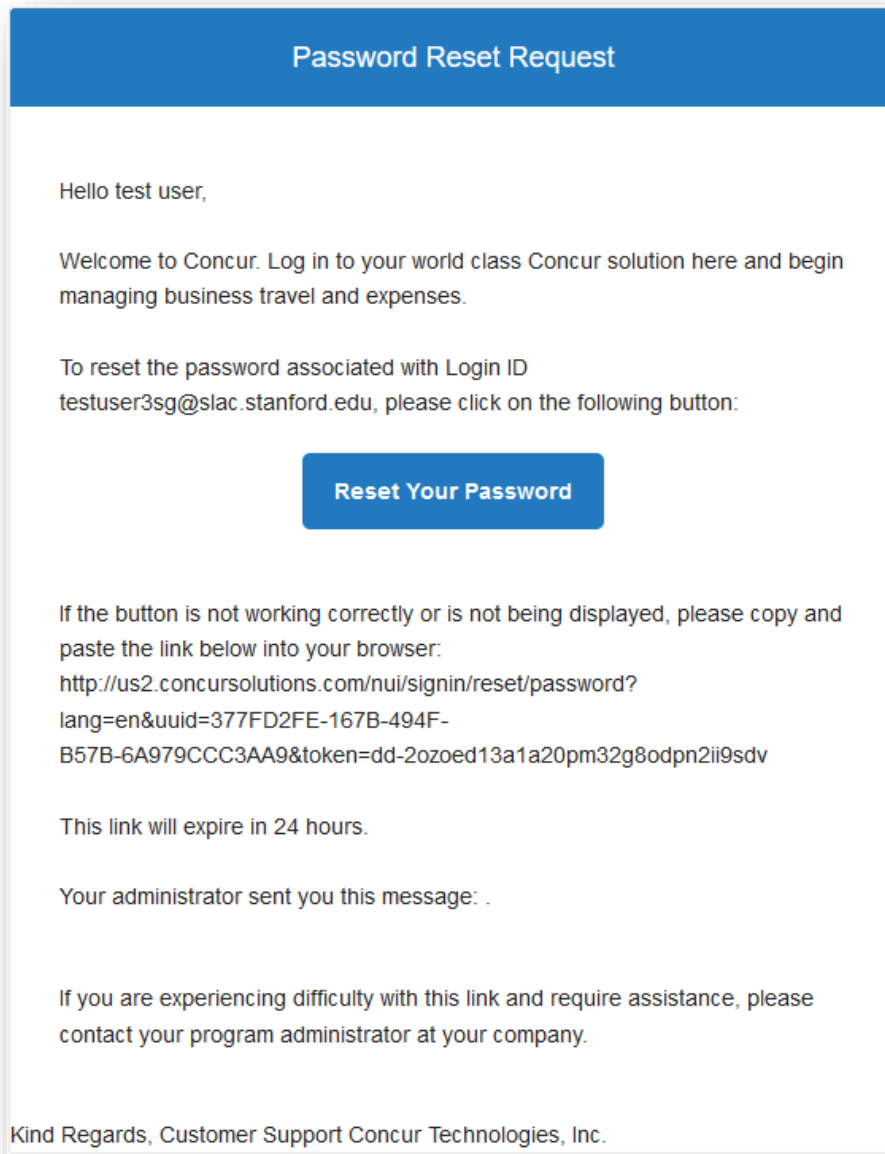 Password Reset Request
Hello test user,
Welcome to Concur. Log in to your world class Concur solution here and begin
managing business travel and expenses.
To reset the password associated with Login ID
testuser3sg@slac.stanford.edu, please click on the following button:
Reset Your Password
If the button is not working correctly or is not being displayed, please copy and
paste the link below into your browser:
http://us2.concursolutions.com/nui/signin/reset/password?
lang=en&uuid=377FD2FE-167B-494F-
B57B-6A979CCC3AA9&token=dd-2ozoed13a1a20pm32g8odpn2ii9sdv
This link will expire in 24 hours.
Your administrator sent you this message: .
If you are experiencing difficulty with this link and require assistance, please
contact your program administrator at your company.
Kind Regards, Customer Support Concur Technologies, Inc.